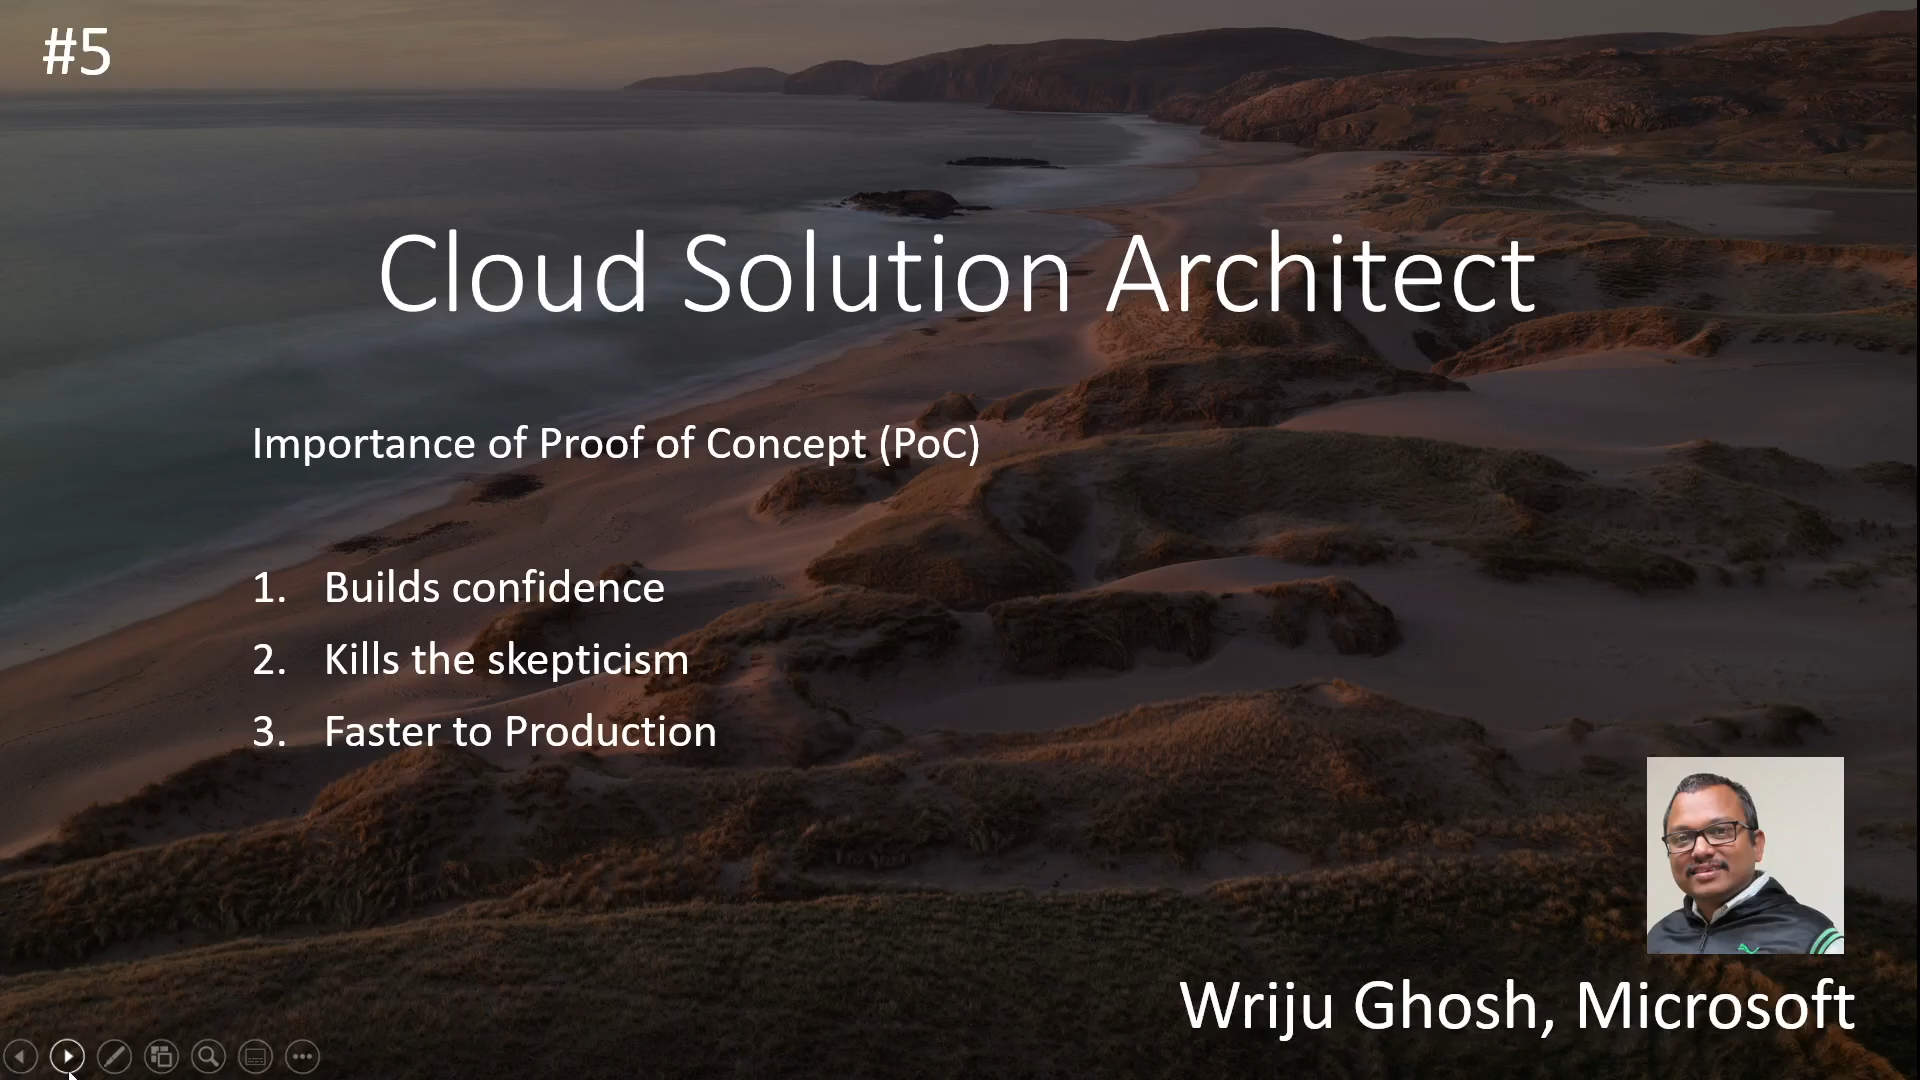 #5
Cloud Solution Architect
Importance of Proof of Concept (PoC)
1. Builds confidence
2. Kills the skepticism
3. Faster to Production
Wriju Ghosh, Microsoft